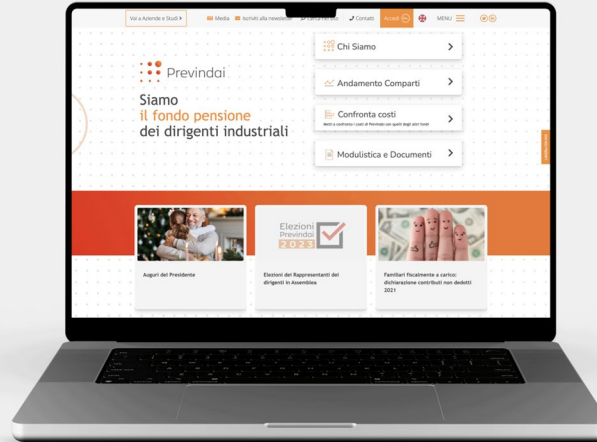 Vai a Aziende e Studi
Media
Iscriviti alla newsletter
Contatti
Accedi
MENU
Previndai
Siamo
il fondo pensione
dei dirigenti industriali
Chi Siamo
Andamento Comparti
Confronta costi
Modulistica e Documenti
Auguri del Presidente
Elezioni
Previndai
2023
Elezioni dei Rappresentanti dei
dirigenti in Assemblea
Familiari fiscalmente a carico:
dichiarazione contributi non dedotti
2021